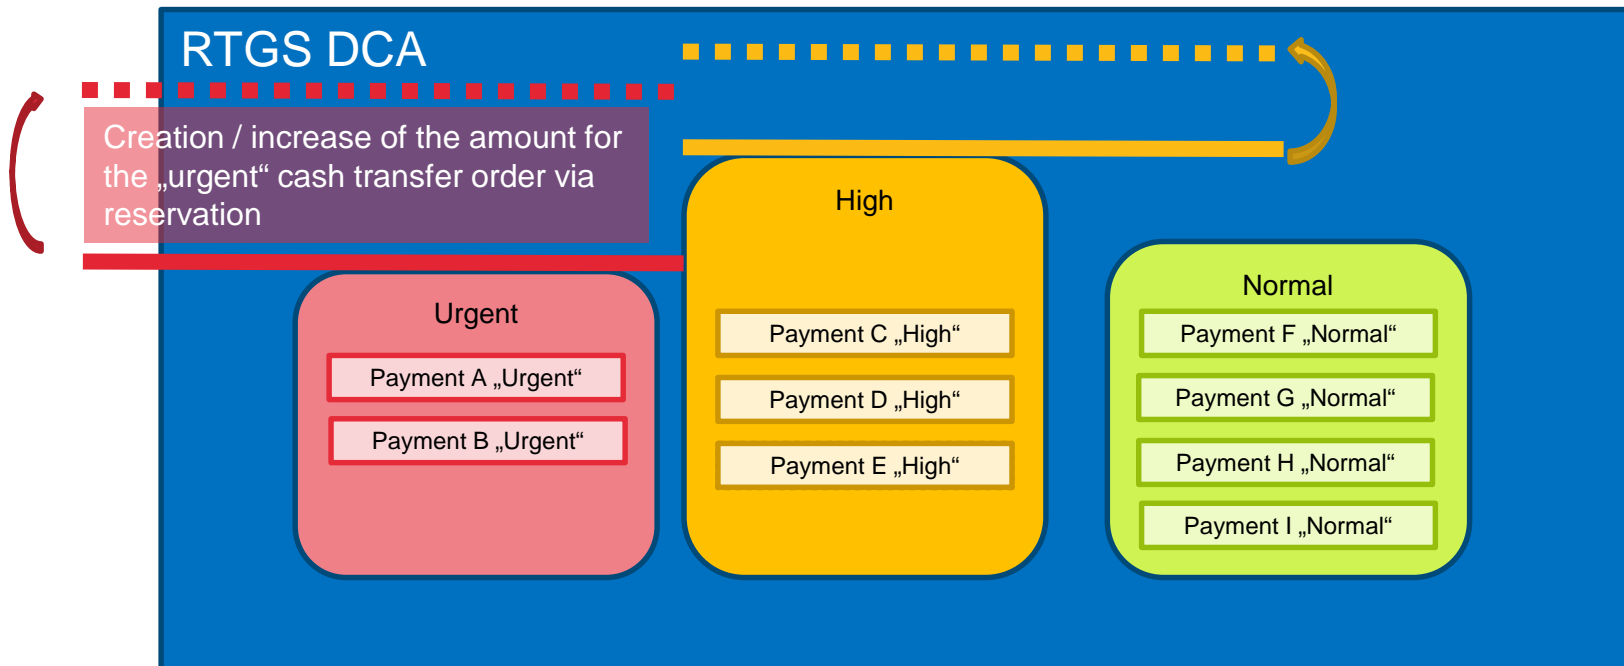 RTGS DCA
Creation / increase of the amount for
the „urgent“ cash transfer order via
reservation
Urgent
Payment A „Urgent“
Payment B „Urgent“
High
Payment C „High“
Payment D „High“
Payment E „High“
Normal
Payment F „Normal“
Payment G „Normal“
Payment H „Normal“
Payment I „Normal“